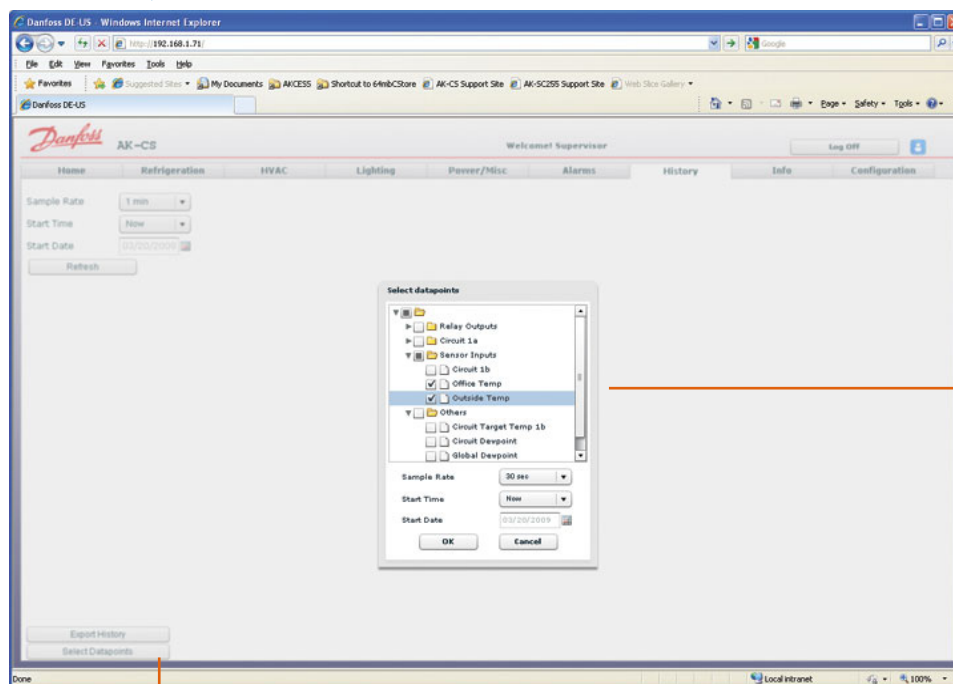 Danfoss DE-US - Windows Internet Explorer
http://192.168.1.71/
Google
File Edit View Favorites Tools Help
Favorites Suggested Sites My Documents AKCESS Shortcut to 64mbCStore AK-CS Support Site AK-SC255 Support Site Web Slice Gallery
Danfoss DE-US
Page Safety Tools
Danfoss AK-CS Welcome! Supervisor Log Off
Home Refrigeration HVAC Lighting Power/Misc Alarms History Info Configuration
Sample Rate 1 min
Start Time Now
Start Date 03/20/2009
Refresh
Select datapoints
Relay Outputs
Circuit 1a
Sensor Inputs
Circuit 1b
Office Temp
Outside Temp
Others
Circuit Target Temp 1b
Circuit Dewpoint
Global Dewpoint
Sample Rate 30 sec
Start Time Now
Start Date 03/20/2009
OK Cancel
Export History
Select Datapoints
Done Local intranet 100%